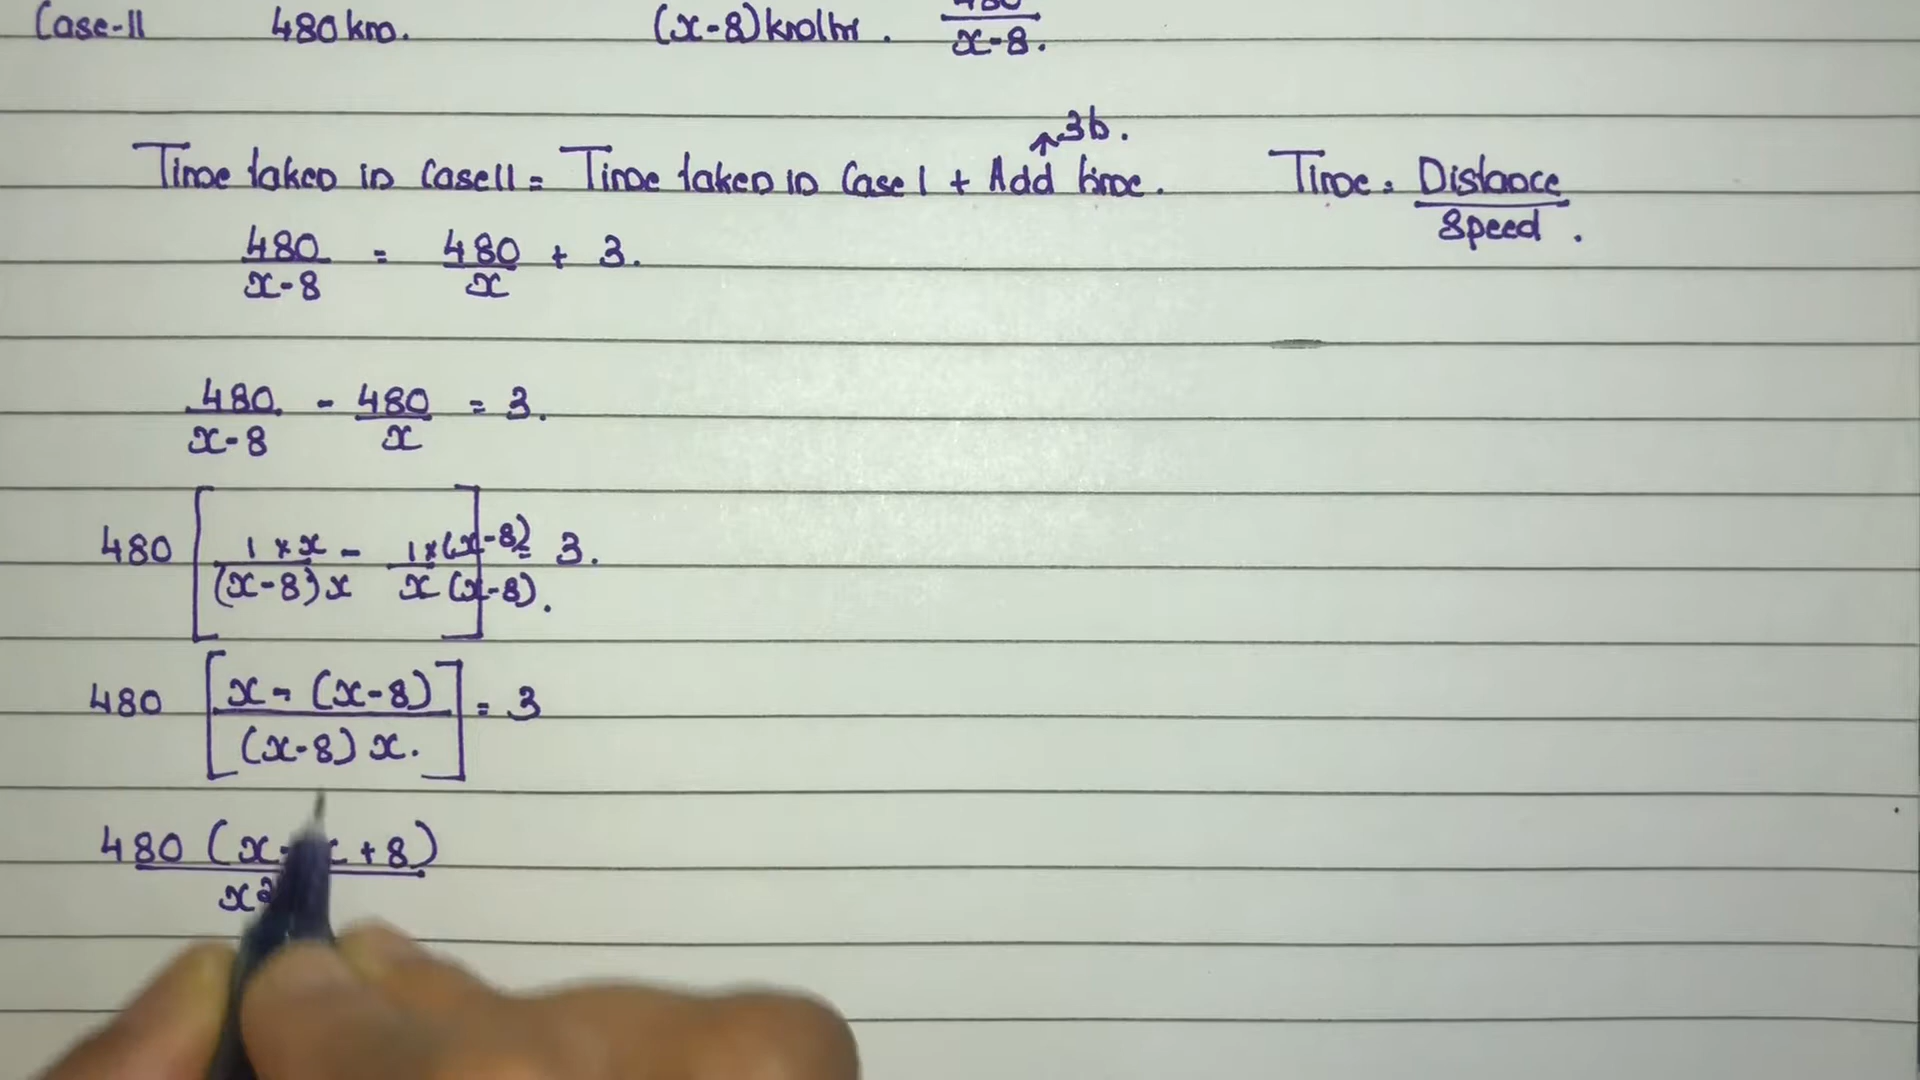 Case-II 480 km. (x-8)km/hr. 480/x-8.
3h.
Time taken in Case II = Time taken in Case I + Add time. Time = Distance/Speed.
480/x-8 = 480/x + 3.
480/x-8 - 480/x = 3.
480 [1×x/(x-8)x - 1×(x-8)/x(x-8)] = 3.
480 [x-(x-8)/(x-8)x.] = 3
480 (x- +8)/x²